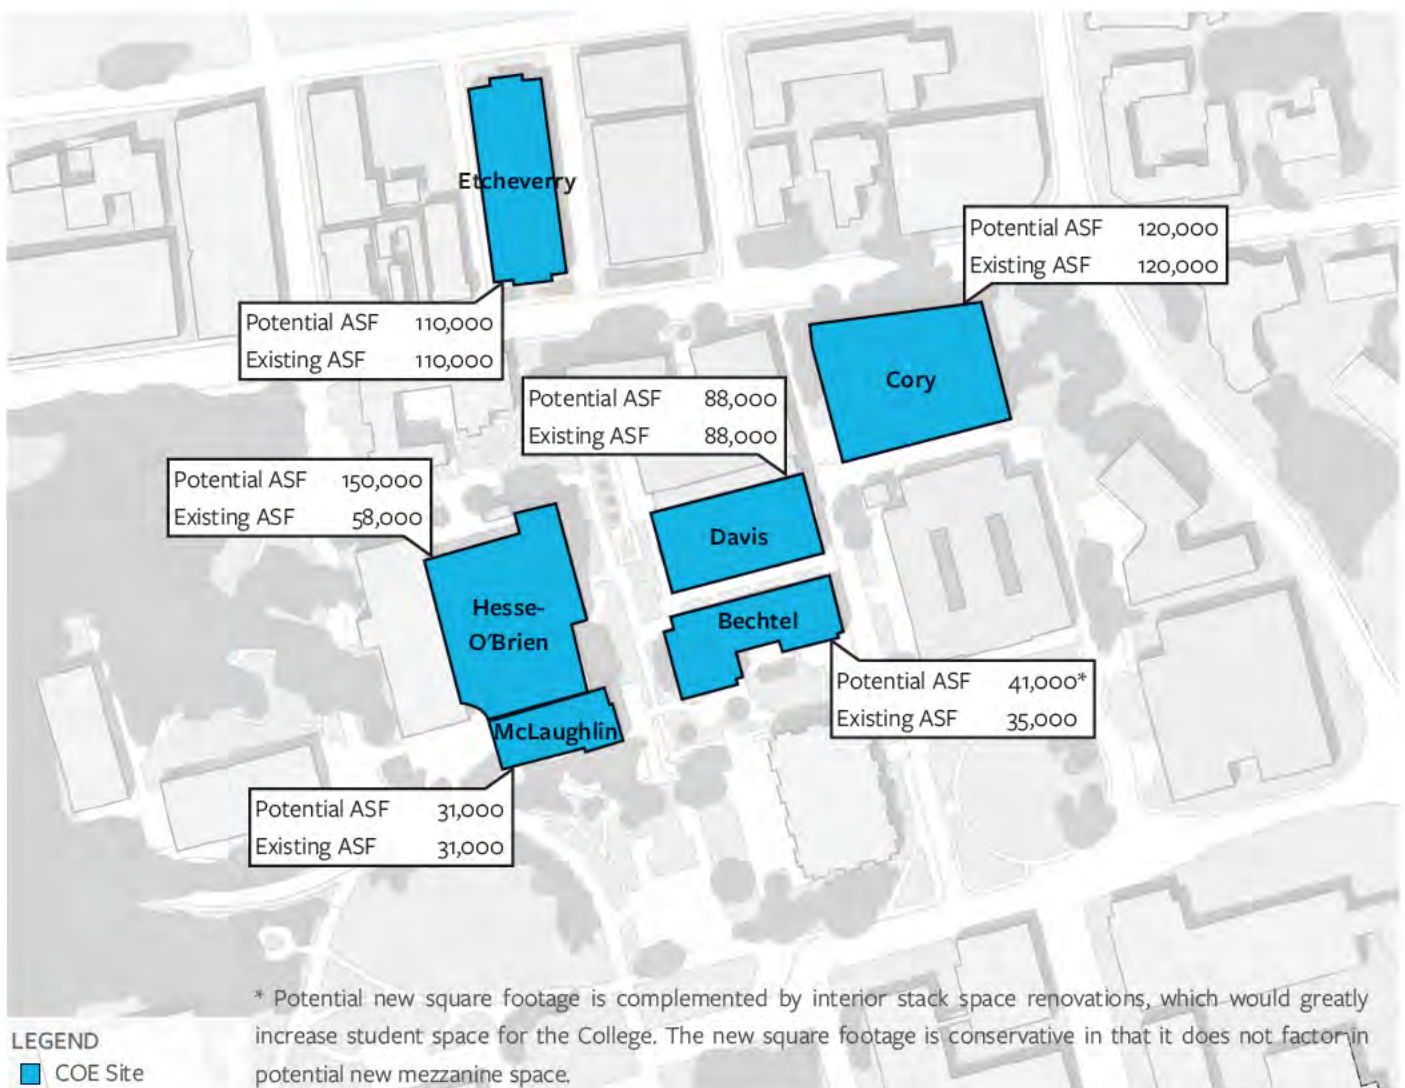 Etcheverry
Potential ASF 120,000
Existing ASF 120,000
Potential ASF 110,000
Existing ASF 110,000
Cory
Potential ASF 88,000
Existing ASF 88,000
Potential ASF 150,000
Existing ASF 58,000
Davis
Hesse-
O'Brien
Bechtel
Potential ASF 41,000*
Existing ASF 35,000
McLaughlin
Potential ASF 31,000
Existing ASF 31,000
* Potential new square footage is complemented by interior stack space renovations, which would greatly
increase student space for the College. The new square footage is conservative in that it does not factor in
potential new mezzanine space.
LEGEND
COE Site